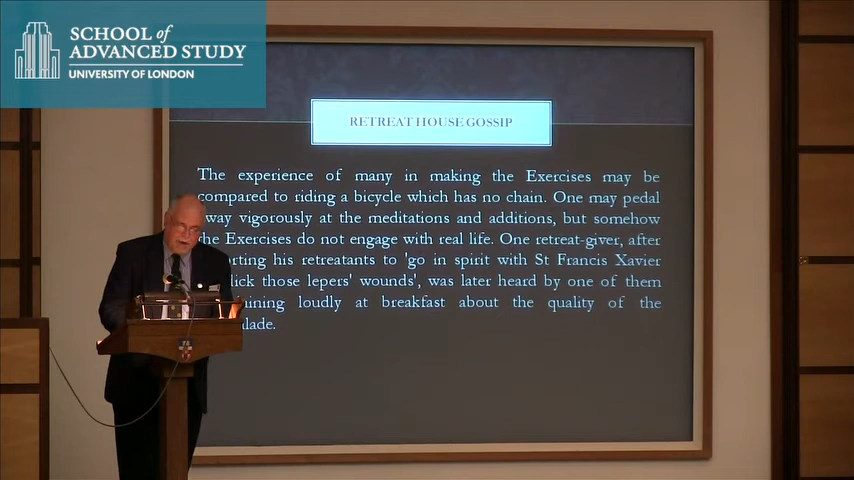 SCHOOL of
ADVANCED STUDY
UNIVERSITY OF LONDON
RETREAT HOUSE GOSSIP
The experience of many in making the Exercises may be
compared to riding a bicycle which has no chain. One may pedal
way vigorously at the meditations and additions, but somehow
the Exercises do not engage with real life. One retreat-giver, after
orting his retreatants to 'go in spirit with St Francis Xavier
lick those lepers' wounds', was later heard by one of them
ining loudly at breakfast about the quality of the
lade.